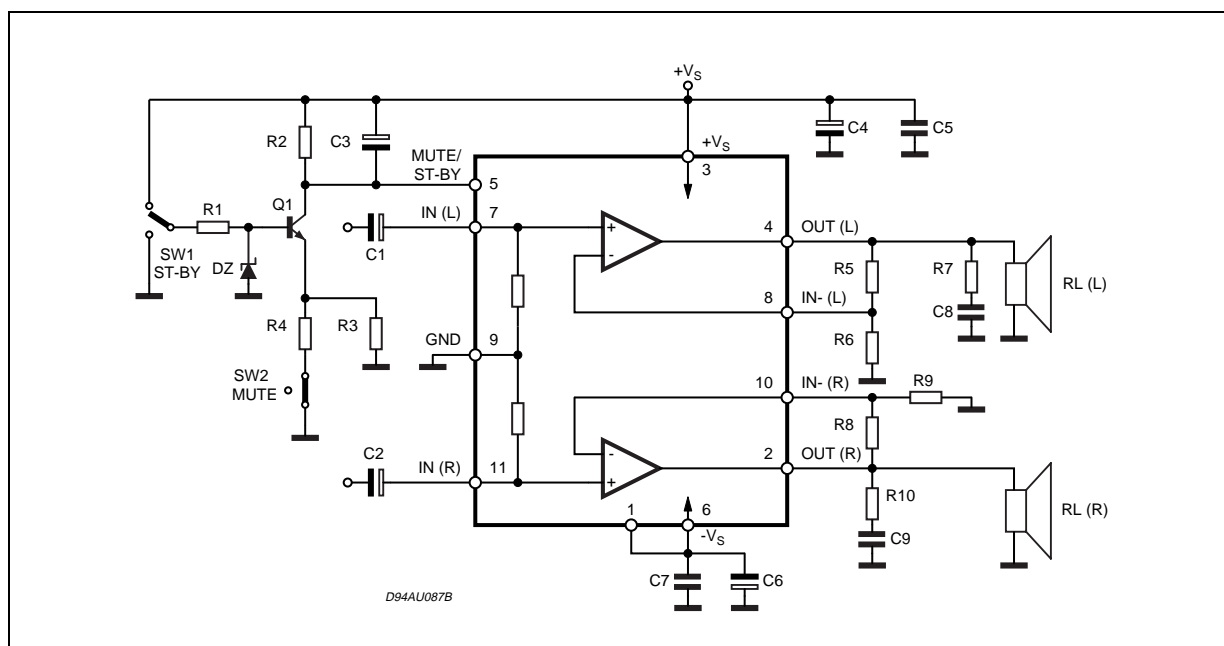 +VS
R2
C3
C4
C5
MUTE/
ST-BY
+VS
3
5
Q1
R1
IN (L)
7
4
OUT (L)
C1
+
-
SW1
ST-BY
DZ
R5
R7
RL (L)
8
IN- (L)
C8
R4
R3
GND
9
R6
SW2
MUTE
10
IN- (R)
R9
R8
C2
IN (R)
11
-
+
2
OUT (R)
R10
RL (R)
1
6
-VS
C9
C7
C6
D94AU087B